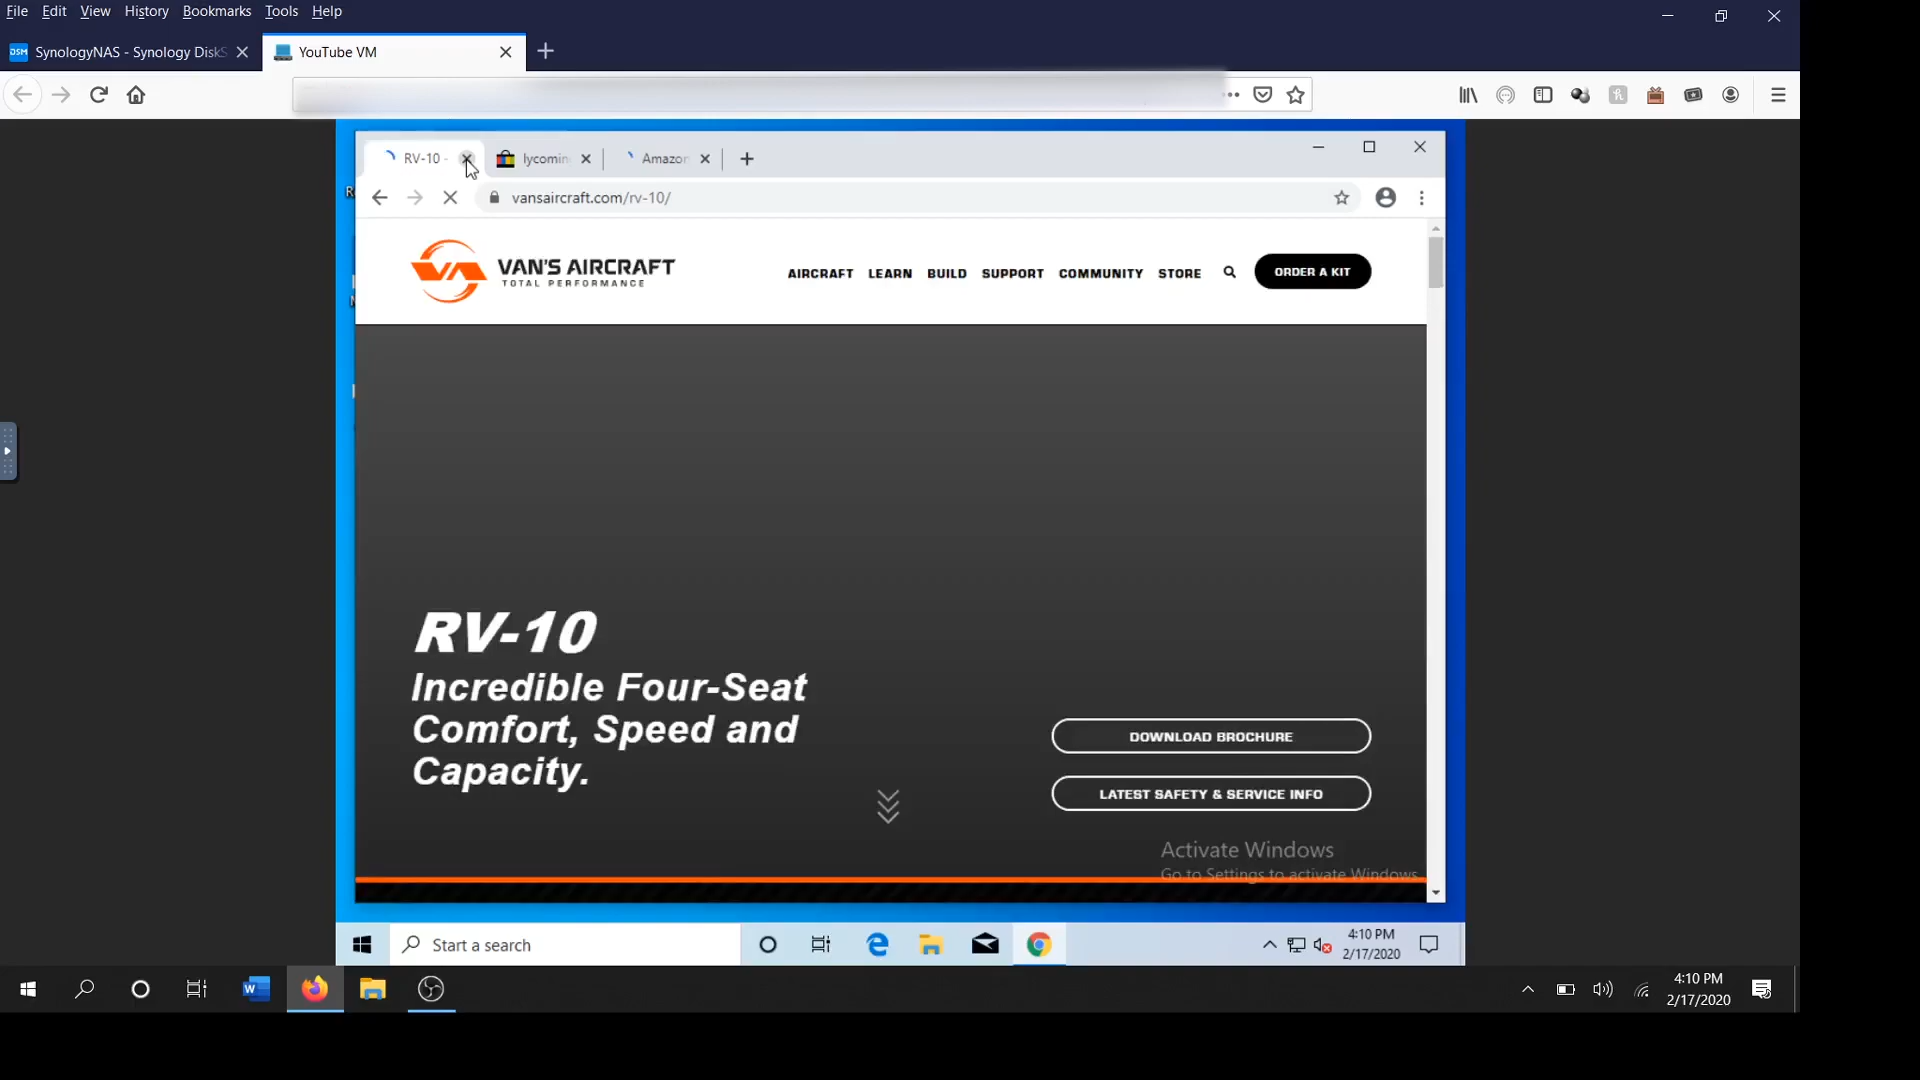 File Edit View History Bookmarks Tools Help
DSM SynologyNAS - Synology DiskS
YouTube VM
RV-10 -
lycomin
Amazon
vansaircraft.com/rv-10/
VAN'S AIRCRAFT
TOTAL PERFORMANCE
AIRCRAFT LEARN BUILD SUPPORT COMMUNITY STORE
ORDER A KIT
RV-10
Incredible Four-Seat
Comfort, Speed and
Capacity.
DOWNLOAD BROCHURE
LATEST SAFETY & SERVICE INFO
Activate Windows
Go to Settings to activate Windows.
Start a search
4:10 PM
2/17/2020
4:10 PM
2/17/2020